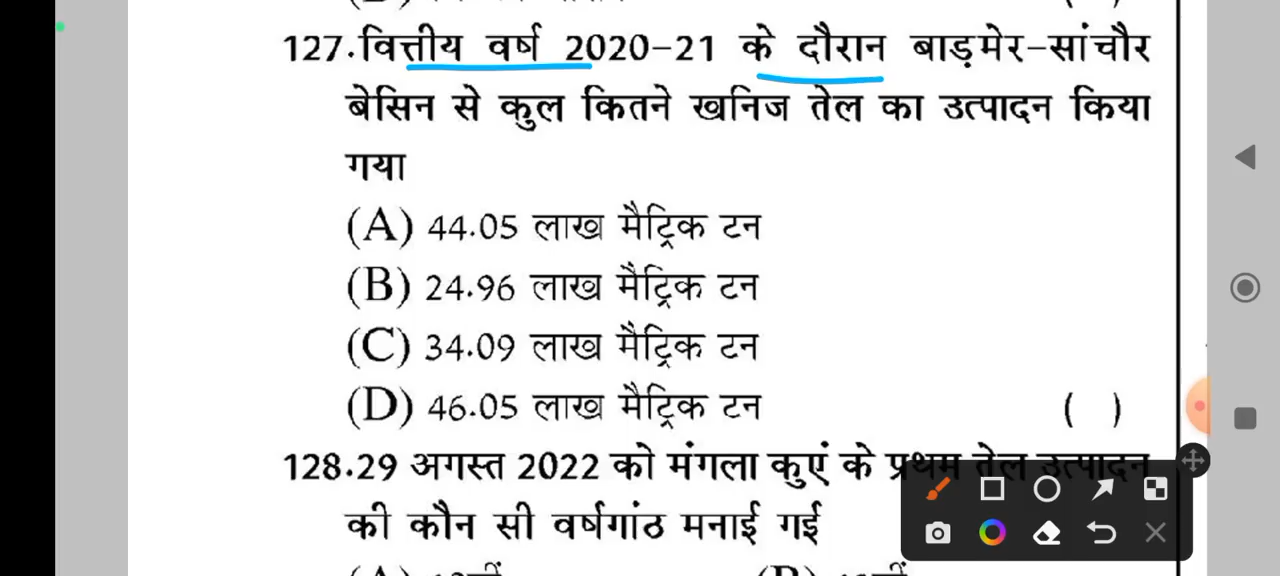 127.वित्तीय वर्ष 2020-21 के दौरान बाड़मेर-सांचौर
बेसिन से कुल कितने खनिज तेल का उत्पादन किया
गया
(A) 44.05 लाख मैट्रिक टन
(B) 24.96 लाख मैट्रिक टन
(C) 34.09 लाख मैट्रिक टन
(D) 46.05 लाख मैट्रिक टन ( )
128.29 अगस्त 2022 को मंगला कुएं के प्रथम तेल उत्पादन
की कौन सी वर्षगांठ मनाई गई